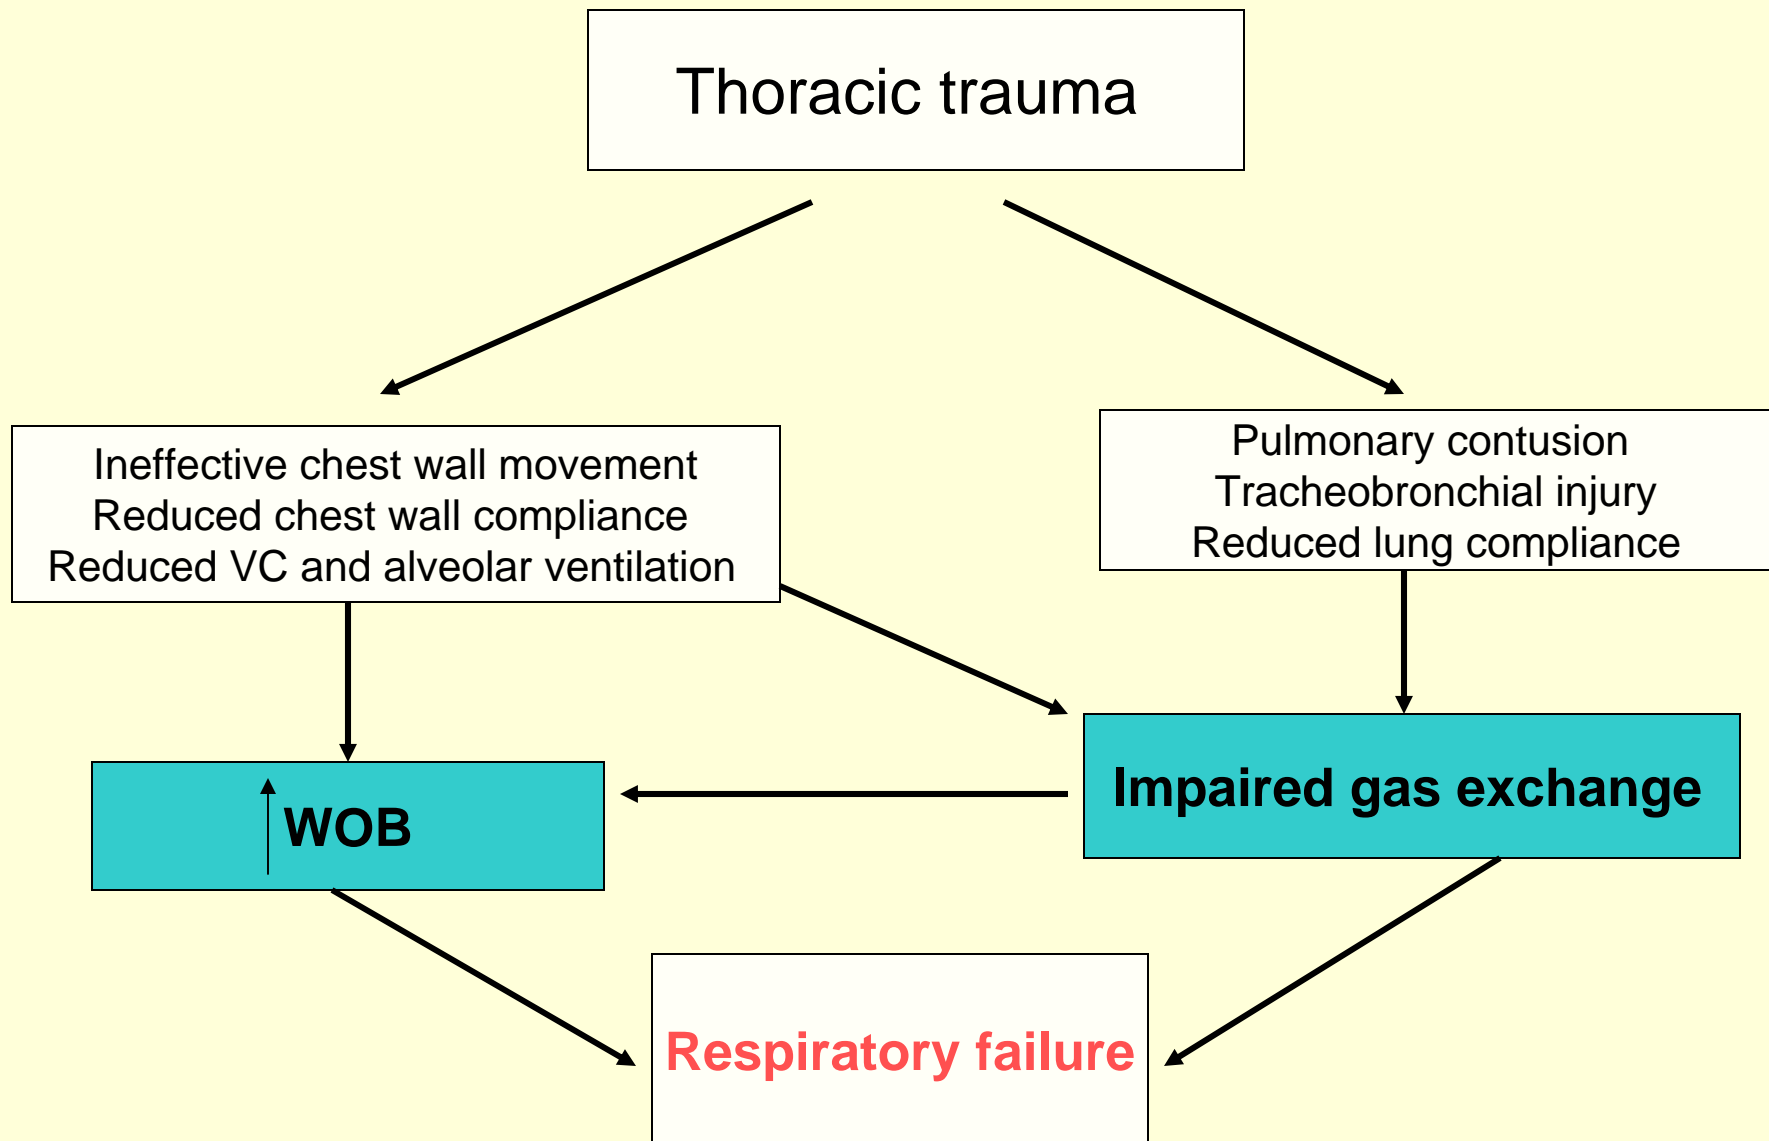 Thoracic trauma
Ineffective chest wall movement
Reduced chest wall compliance
Reduced VC and alveolar ventilation
Pulmonary contusion
Tracheobronchial injury
Reduced lung compliance
WOB
Impaired gas exchange
Respiratory failure